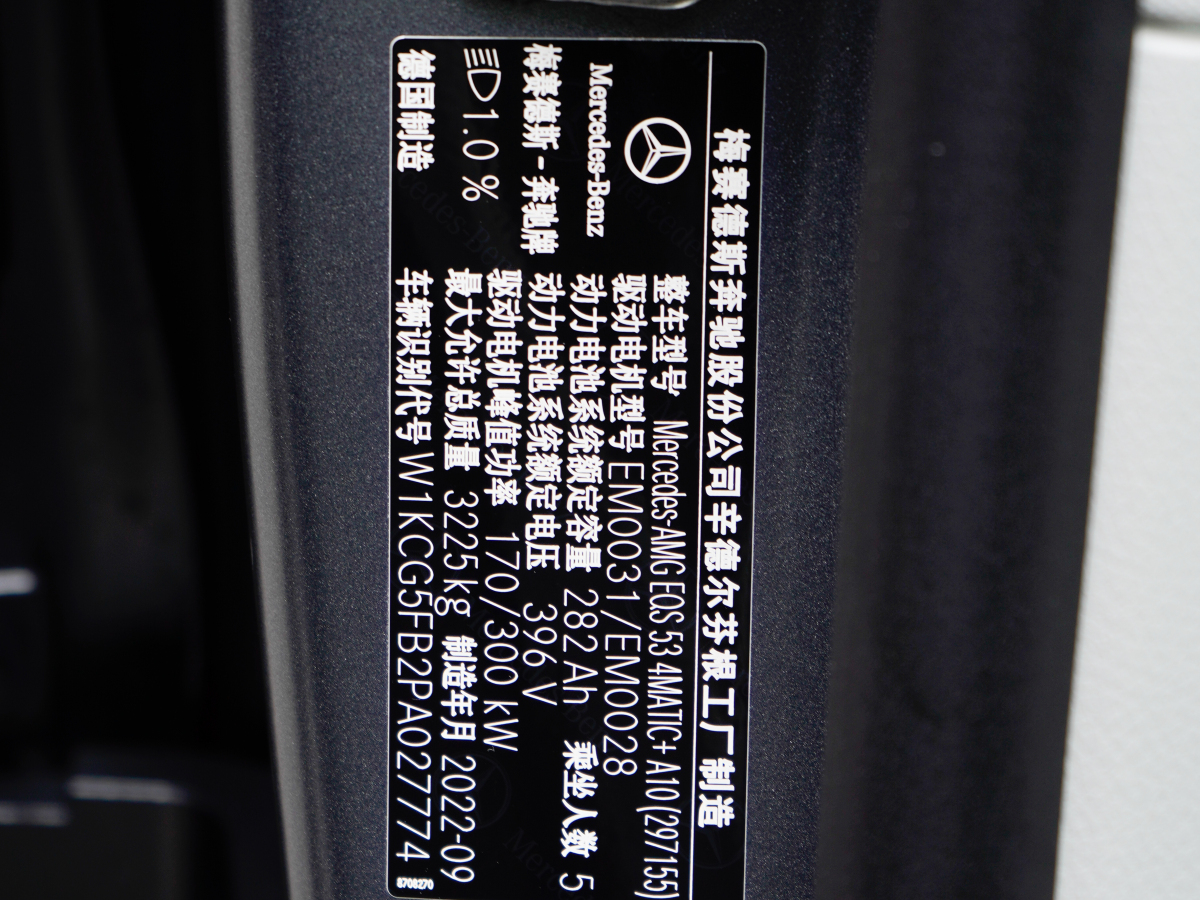 梅赛德斯奔驰股份公司辛德尔芬根工厂制造
Mercedes-Benz
梅赛德斯-奔驰牌
1.0 %
德国制造
整车型号 Mercedes-AMG EQS 53 4MATIC+ A10 (297155)
驱动电机型号 EM0031/EM0028
动力电池系统额定容量 282 Ah 乘坐人数 5
动力电池系统额定电压 396 V
驱动电机峰值功率 170/300 kW
最大允许总质量 3225 kg 制造年月 2022-09
车辆识别代号 W1KCG5FB2PA027774
8708270